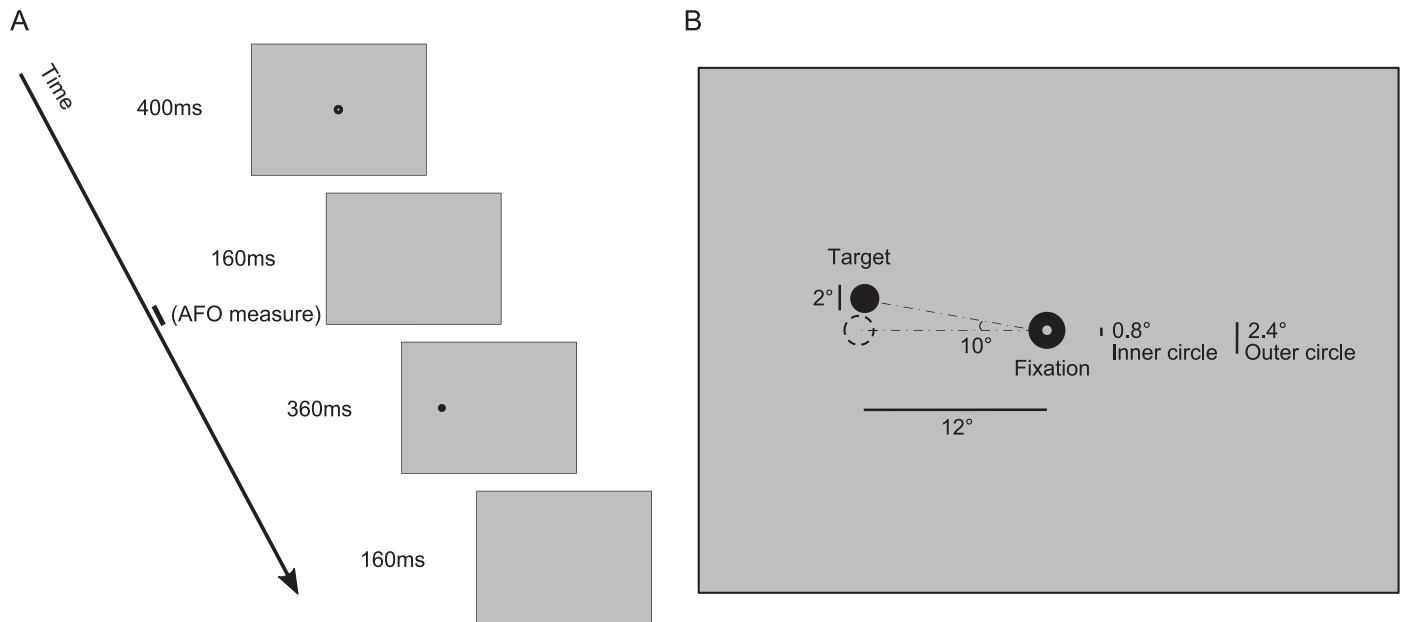 A
Time
400ms
160ms
(AFO measure)
360ms
160ms
B
Target
2°
10°
Fixation
0.8°
Inner circle
2.4°
Outer circle
12°